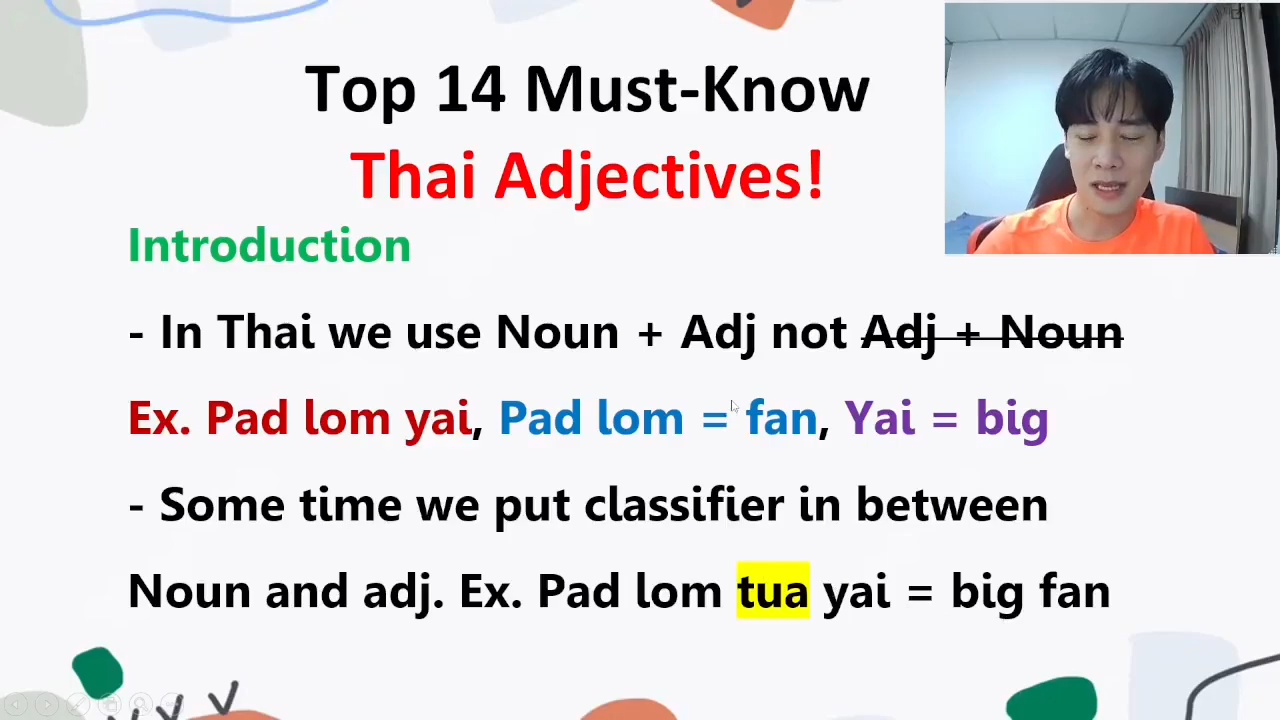 Top 14 Must-Know
Thai Adjectives!
Introduction
- In Thai we use Noun + Adj not Adj + Noun
Ex. Pad lom yai, Pad lom = fan, Yai = big
- Some time we put classifier in between
Noun and adj. Ex. Pad lom tua yai = big fan